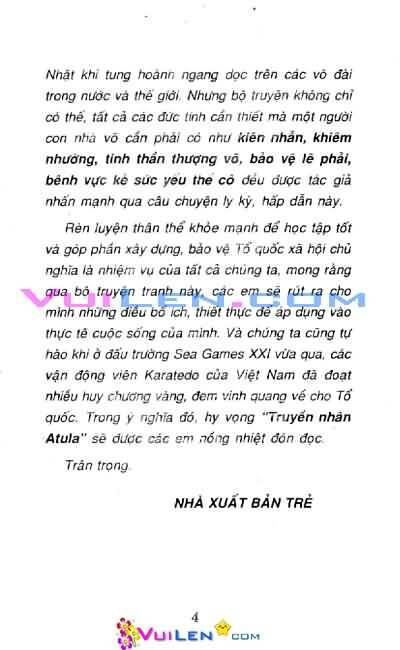 Nhật khi tung hoành ngang dọc trên các võ đài
trong nước và thế giới. Nhưng bộ truyện không chỉ
có thế, tất cả các đức tính cần thiết mà một người
con nhà võ cần phải có như kiên nhẫn, khiêm
nhường, tinh thần thượng võ, bảo vệ lẽ phải,
bênh vực kẻ sức yếu thế cô đều được tác giả
nhấn mạnh qua câu chuyện ly kỳ, hấp dẫn này.
Rèn luyện thân thể khỏe mạnh để học tập tốt
và góp phần xây dựng, bảo vệ Tổ quốc xã hội chủ
nghĩa là nhiệm vụ của tất cả chúng ta, mong rằng
qua bộ truyện tranh này, các em sẽ rút ra cho
VUILEN.COM
mình những điều bổ ích, thiết thực để áp dụng vào
thực tế cuộc sống của mình. Và chúng ta cũng tự
hào khi ở đấu trường Sea Games XXI vừa qua, các
vận động viên Karatedo của Việt Nam đã đoạt
nhiều huy chương vàng, đem vinh quang về cho Tổ
quốc. Trong ý nghĩa đó, hy vọng "Truyền nhân
Atula" sẽ được các em nồng nhiệt đón đọc.
Trân trọng.
NHÀ XUẤT BẢN TRẺ
4
VUILEN.COM